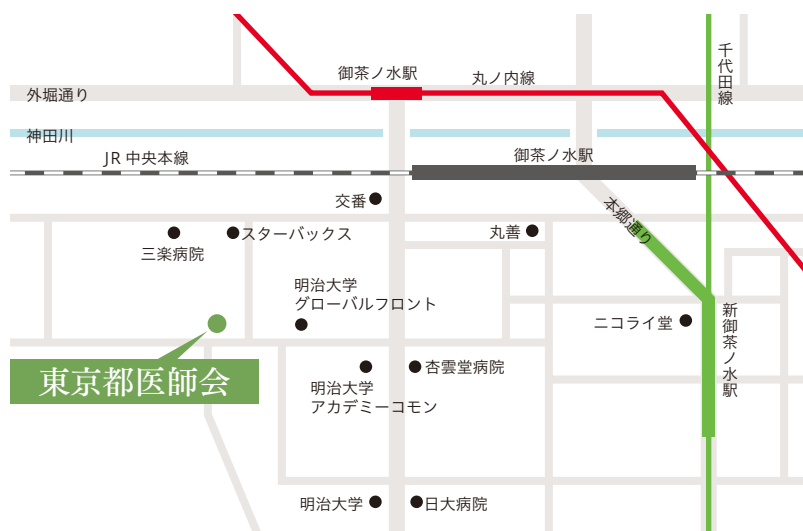 御茶ノ水駅
丸ノ内線
千代田線
外堀通り
神田川
JR 中央本線
御茶ノ水駅
交番
本郷通り
スターバックス
丸善
三楽病院
明治大学
グローバルフロント
ニコライ堂
新御茶ノ水駅
東京都医師会
杏雲堂病院
明治大学
アカデミーコモン
明治大学
日大病院